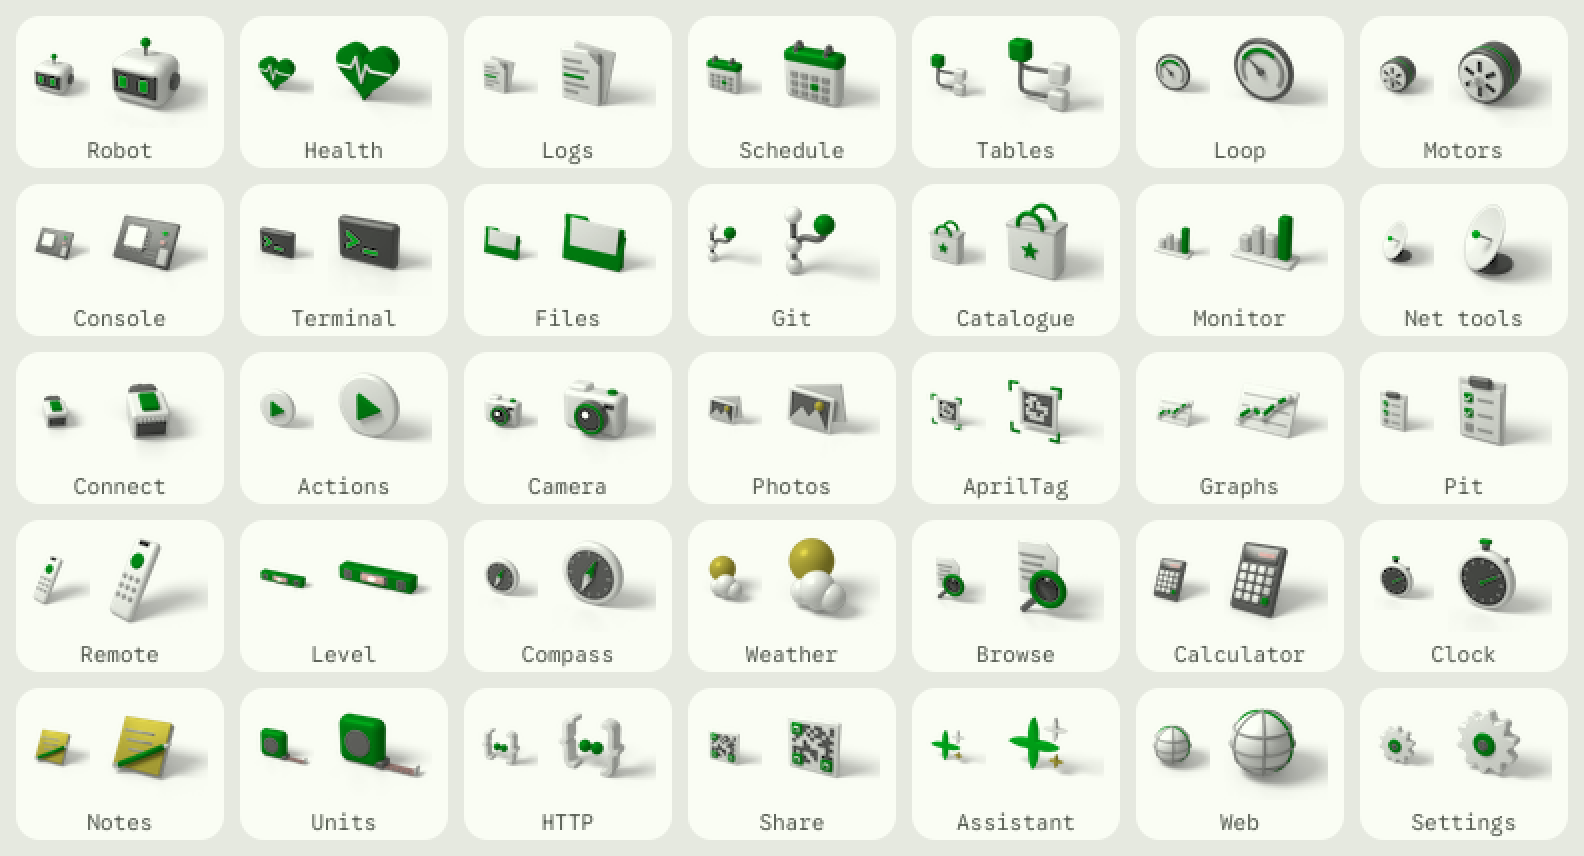 Robot
Health
Logs
Schedule
Tables
Loop
Motors
Console
Terminal
Files
Git
Catalogue
Monitor
Net tools
Connect
Actions
Camera
Photos
AprilTag
Graphs
Pit
Remote
Level
Compass
Weather
Browse
Calculator
Clock
Notes
Units
HTTP
Share
Assistant
Web
Settings